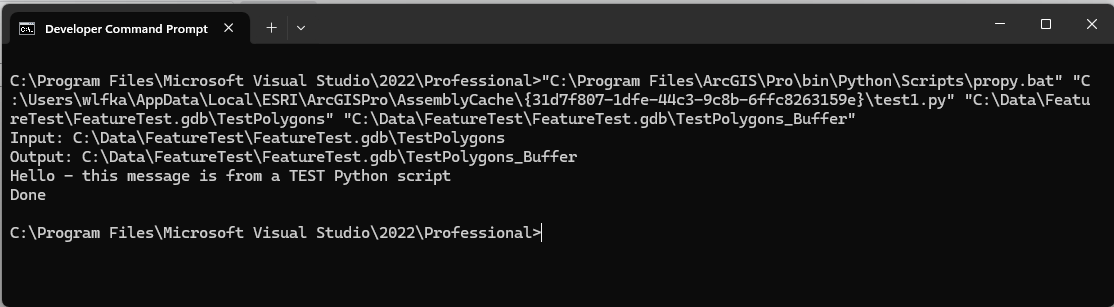 Developer Command Prompt
C:\Program Files\Microsoft Visual Studio\2022\Professional>"C:\Program Files\ArcGIS\Pro\bin\Python\Scripts\propy.bat" "C
:\Users\wlfka\AppData\Local\ESRI\ArcGISPro\AssemblyCache\{31d7f807-1dfe-44c3-9c8b-6ffc8263159e}\test1.py" "C:\Data\Featu
reTest\FeatureTest.gdb\TestPolygons" "C:\Data\FeatureTest\FeatureTest.gdb\TestPolygons_Buffer"
Input: C:\Data\FeatureTest\FeatureTest.gdb\TestPolygons
Output: C:\Data\FeatureTest\FeatureTest.gdb\TestPolygons_Buffer
Hello - this message is from a TEST Python script
Done
C:\Program Files\Microsoft Visual Studio\2022\Professional>